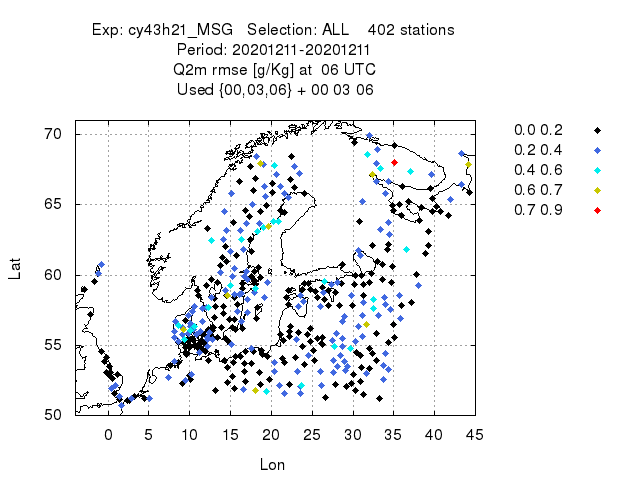 Exp: cy43h21_MSG   Selection: ALL    402 stations
Period: 20201211-20201211
Q2m rmse [g/Kg] at  06 UTC
Used {00,03,06} + 00 03 06
0.0 0.2
0.2 0.4
0.4 0.6
0.6 0.7
0.7 0.9
70
65
60
55
50
Lat
0 5 10 15 20 25 30 35 40 45
Lon